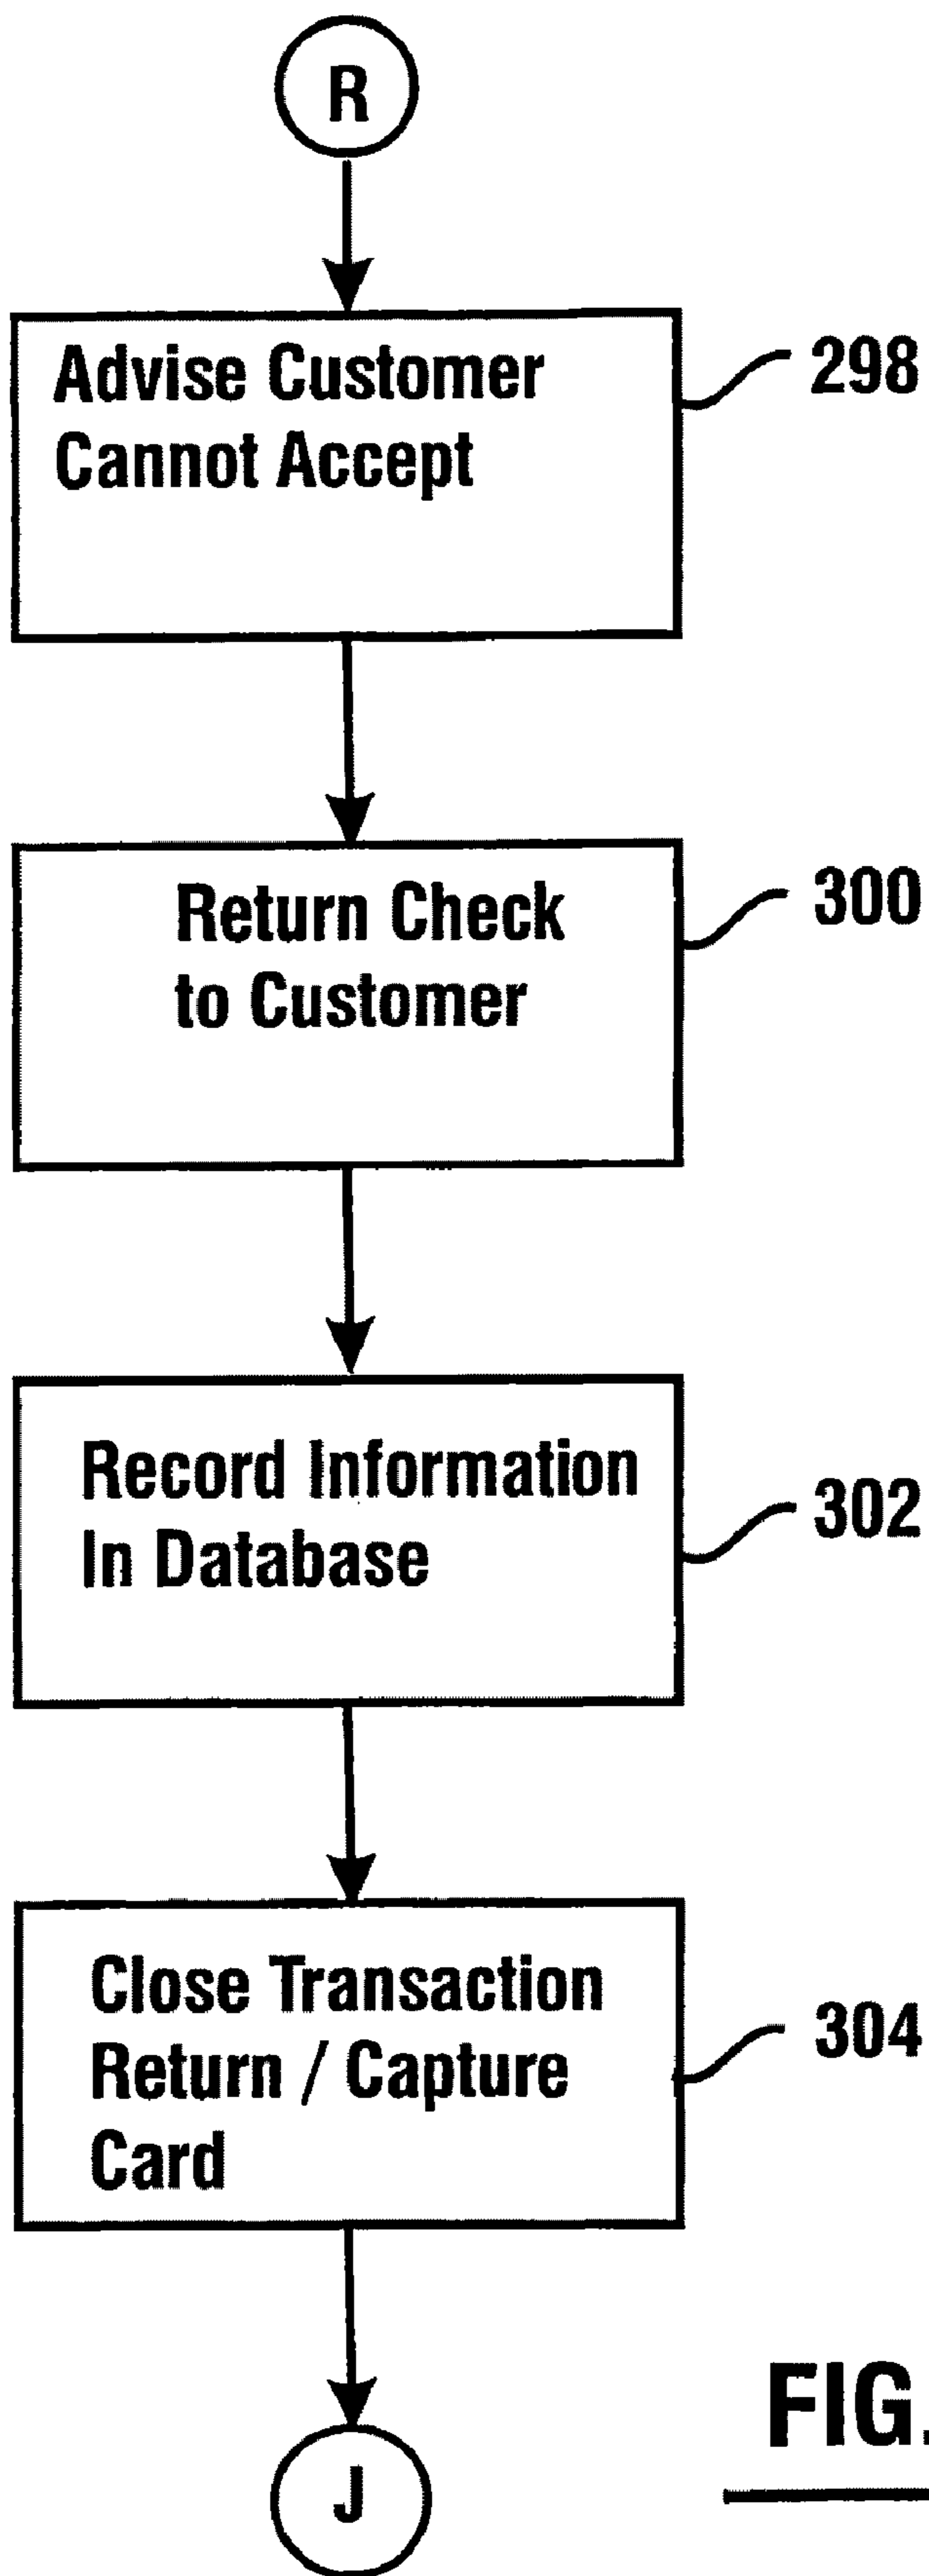 R
Advise Customer
Cannot Accept
298
Return Check
to Customer
300
Record Information
In Database
302
Close Transaction
Return / Capture
Card
304
J
FIG.